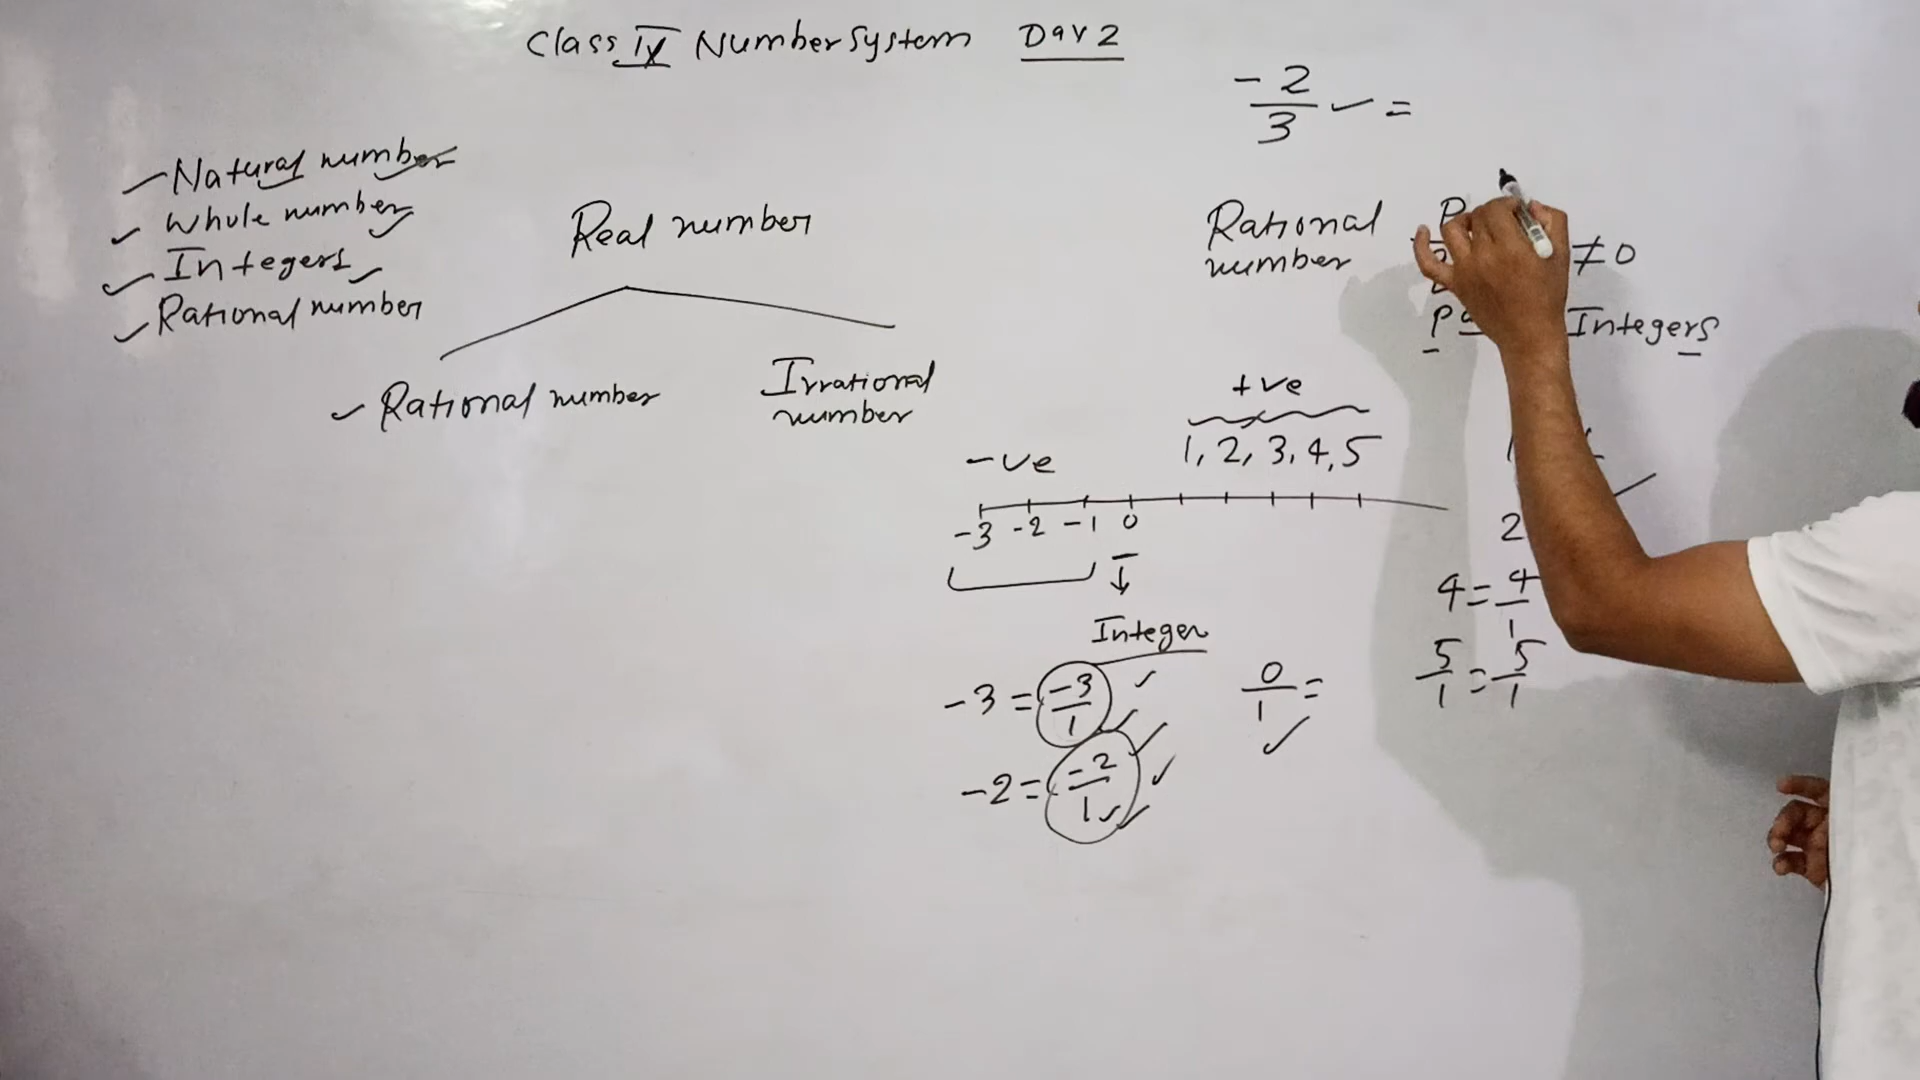 Class IX Number System Day 2
-2/3 =
Natural number
Whole number
Integers
Rational number
Real number
Rational number
Irrational
number
Rational
number
P
≠ 0
P
Integers
+ve
1, 2, 3, 4, 5
-ve
-3 -2 -1 0
Integer
-3 = -3/1
-2 = -2/1
0/1 =
2
4 = 4/1
5/1 = 5/1